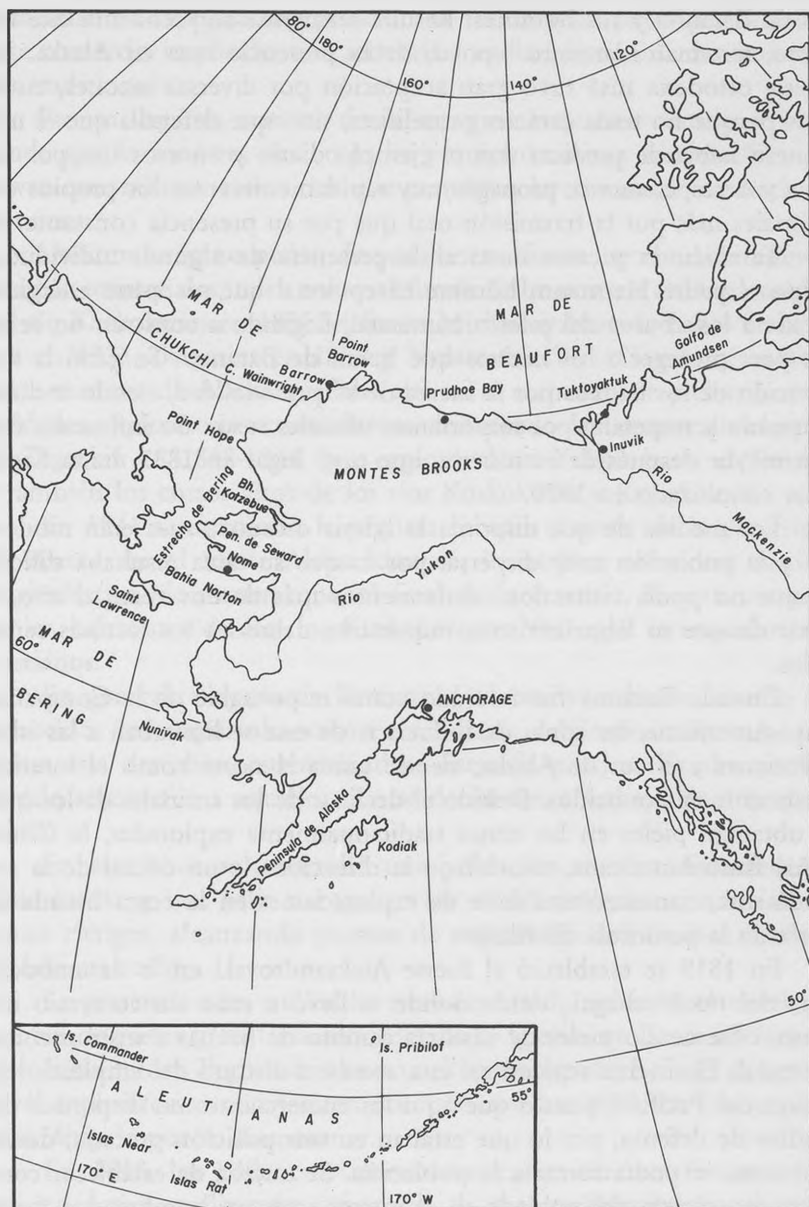 80°
180°
160°
140°
120°
70°
MAR DE
CHUKCHI
C. Wainwright
Point
Barrow
Barrow
MAR DE
BEAUFORT
Prudhoe Bay
Tuktoyaktuk
Golfo de
Amundsen
Inuvik
Point Hope
MONTES BROOKS
Río
Mackenzie
Estrecho de Bering
Bh.
Kotzebue
Pen. de Seward
Nome
Bahia Norton
Saint
Lawrence
Río Yukon
MAR DE
BERING
60°
Nunivak
ANCHORAGE
Península de Alaska
Kodiak
50°
Is. Commander
ALEUTIANAS
Is. Pribilof
55°
Islas Near
Islas Rat
170° E
170° W